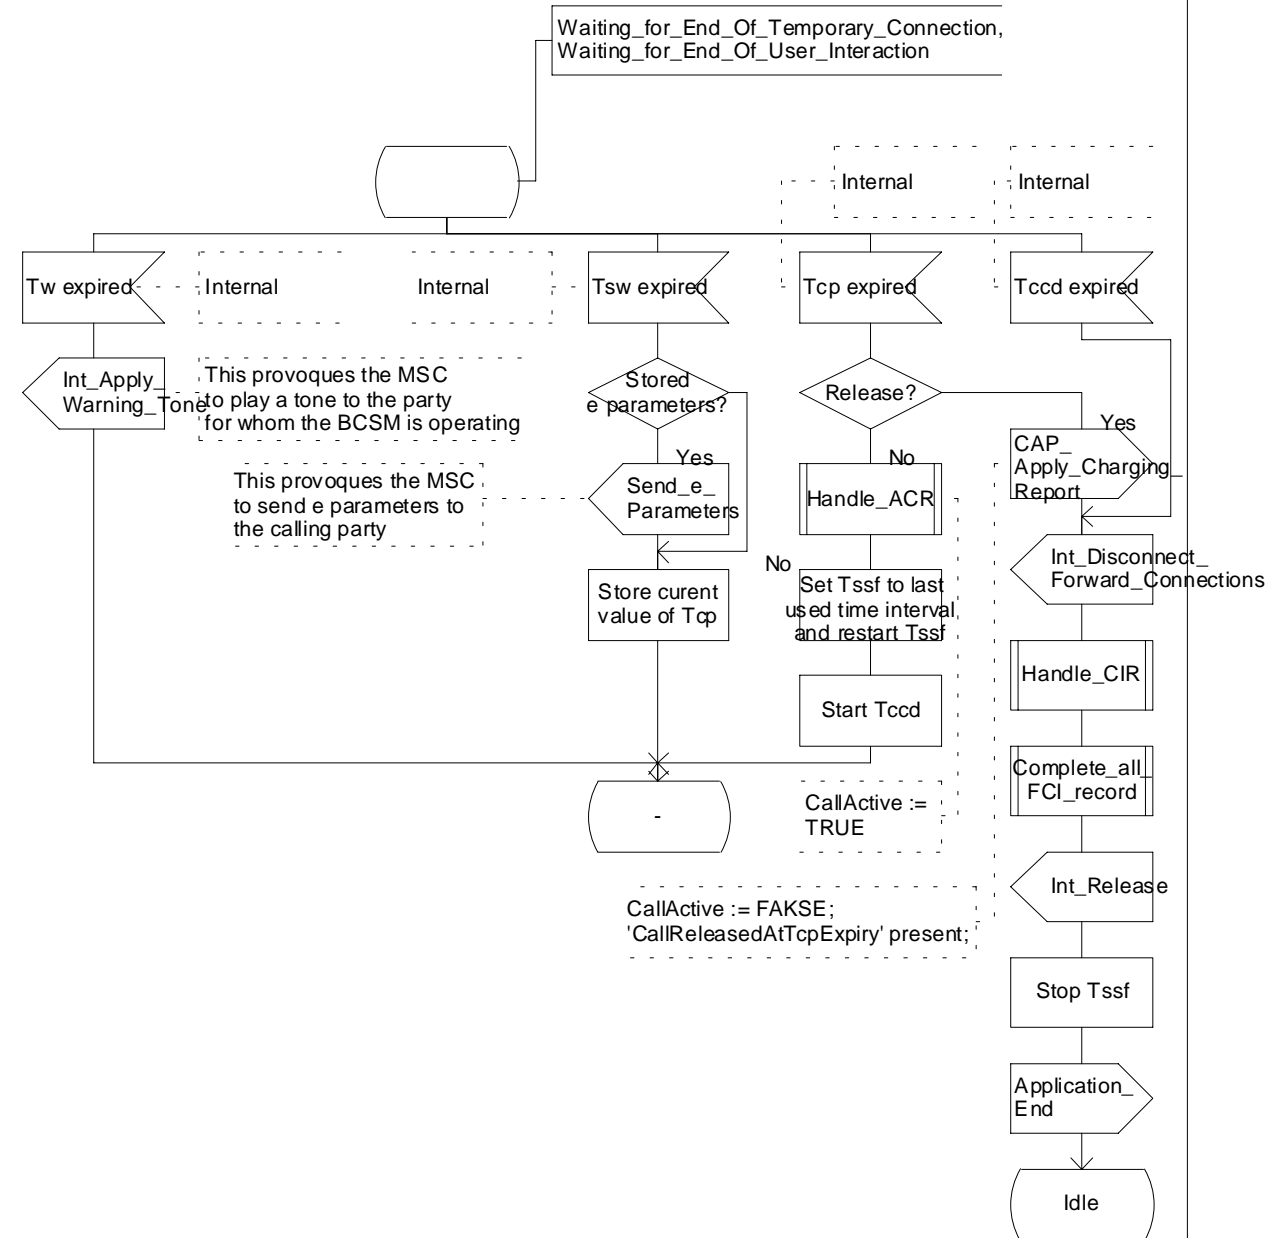 Waiting_for_End_Of_Temporary_Connection,
Waiting_for_End_Of_User_Interaction
Internal
Internal
Tw expired
Internal
Internal
Tsw expired
Tcp expired
Tccd expired
Int_Apply_
Warning_Tone
This provoques the MSC
to play a tone to the party
for whom the BCSM is operating
Stored
e parameters?
Release?
Yes
No
Yes
CAP_
Apply_Charging_
Report
This provoques the MSC
to send e parameters to
the calling party
Send_e_
Parameters
Handle_ACR
No
Int_Disconnect_
Forward_Connections
Store curent
value of Tcp
Set Tssf to last
used time interval
and restart Tssf
Handle_CIR
Start Tccd
Complete_all_
FCI_record
-
CallActive :=
TRUE
Int_Release
CallActive := FAKSE;
'CallReleasedAtTcpExpiry' present;
Stop Tssf
Application_
End
Idle